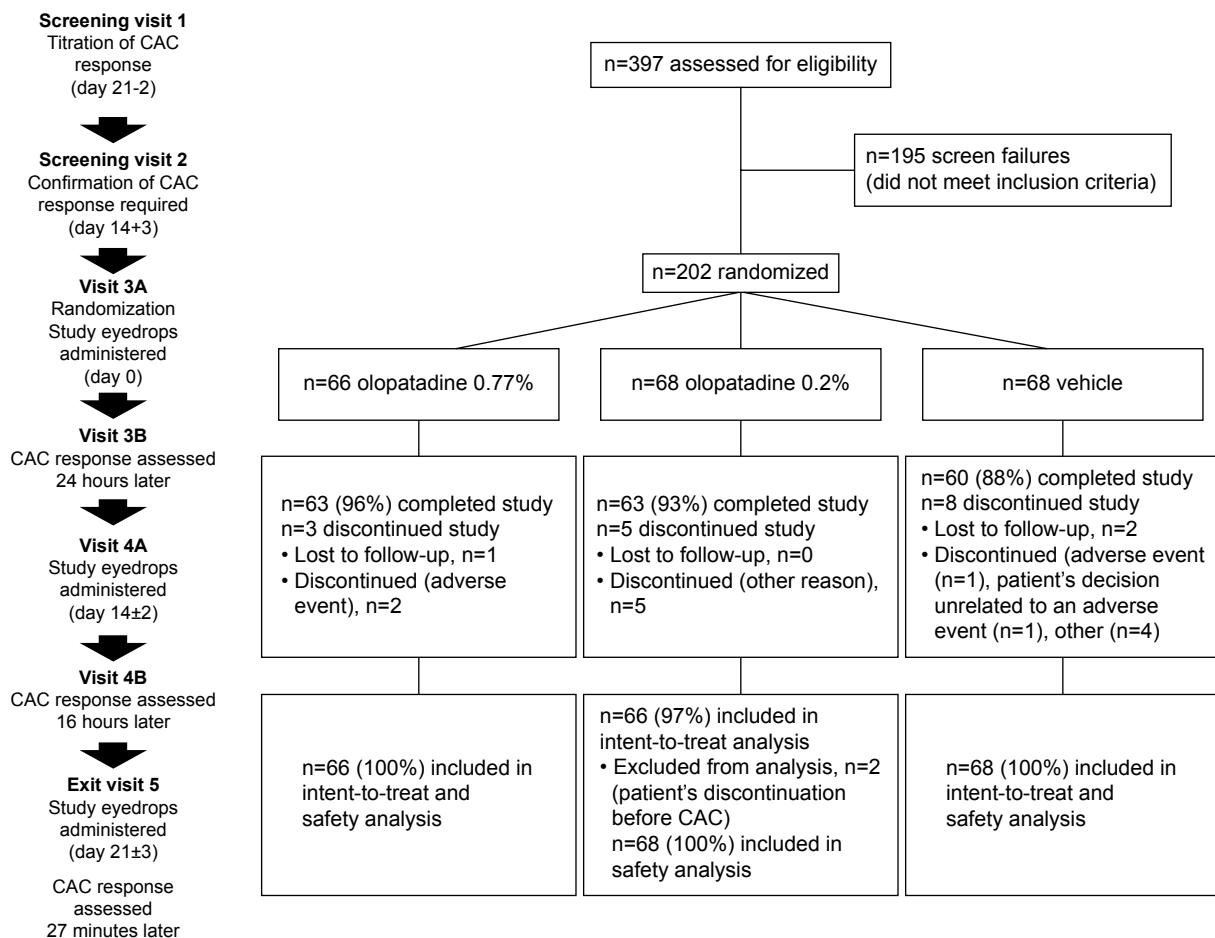 Screening visit 1
Titration of CAC
response
(day 21-2)
Screening visit 2
Confirmation of CAC
response required
(day 14+3)
Visit 3A
Randomization
Study eyedrops
administered
(day 0)
Visit 3B
CAC response assessed
24 hours later
Visit 4A
Study eyedrops
administered
(day 14±2)
Visit 4B
CAC response assessed
16 hours later
Exit visit 5
Study eyedrops
administered
(day 21±3)
CAC response
assessed
27 minutes later
n=397 assessed for eligibility
n=195 screen failures
(did not meet inclusion criteria)
n=202 randomized
n=66 olopatadine 0.77%
n=68 olopatadine 0.2%
n=68 vehicle
n=63 (96%) completed study
n=3 discontinued study
• Lost to follow-up, n=1
• Discontinued (adverse
event), n=2
n=63 (93%) completed study
n=5 discontinued study
• Lost to follow-up, n=0
• Discontinued (other reason),
n=5
n=60 (88%) completed study
n=8 discontinued study
• Lost to follow-up, n=2
• Discontinued (adverse event
(n=1), patient's decision
unrelated to an adverse
event (n=1), other (n=4)
n=66 (100%) included in
intent-to-treat and
safety analysis
n=66 (97%) included in
intent-to-treat analysis
• Excluded from analysis, n=2
(patient's discontinuation
before CAC)
n=68 (100%) included in
safety analysis
n=68 (100%) included in
intent-to-treat and
safety analysis